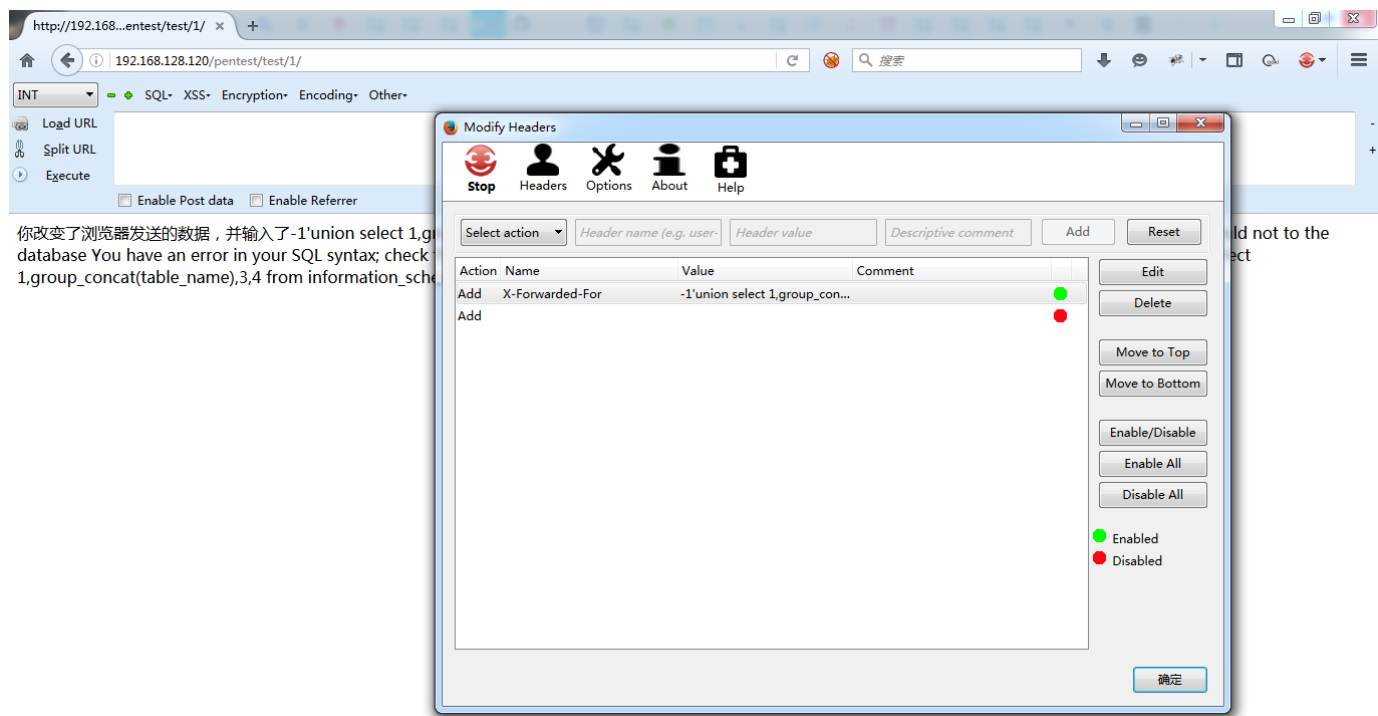 http://192.168...entest/test/1/ × +
192.168.128.120/pentest/test/1/
搜索
INT SQL- XSS- Encryption- Encoding- Other-
Load URL
Split URL
Execute
Enable Post data Enable Referrer
你改变了浏览器发送的数据，并输入了-1'union select 1,g ld not to the
database You have an error in your SQL syntax; check ect
1,group_concat(table_name),3,4 from information_sche
Modify Headers
Stop Headers Options About Help
Select action Header name (e.g. user- Header value Descriptive comment Add Reset
Action Name Value Comment
Add X-Forwarded-For -1'union select 1,group_con...
Add
Edit
Delete
Move to Top
Move to Bottom
Enable/Disable
Enable All
Disable All
Enabled
Disabled
确定